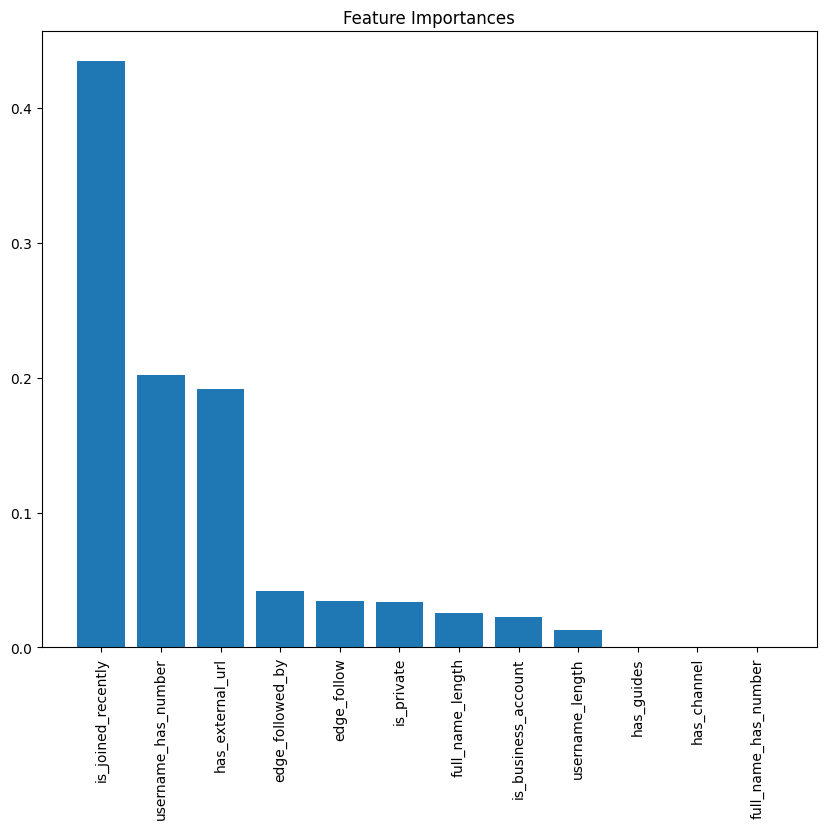 Feature Importances
0.4
0.3
0.2
0.1
0.0
is_joined_recently
username_has_number
has_external_url
edge_followed_by
edge_follow
is_private
full_name_length
is_business_account
username_length
has_guides
has_channel
full_name_has_number